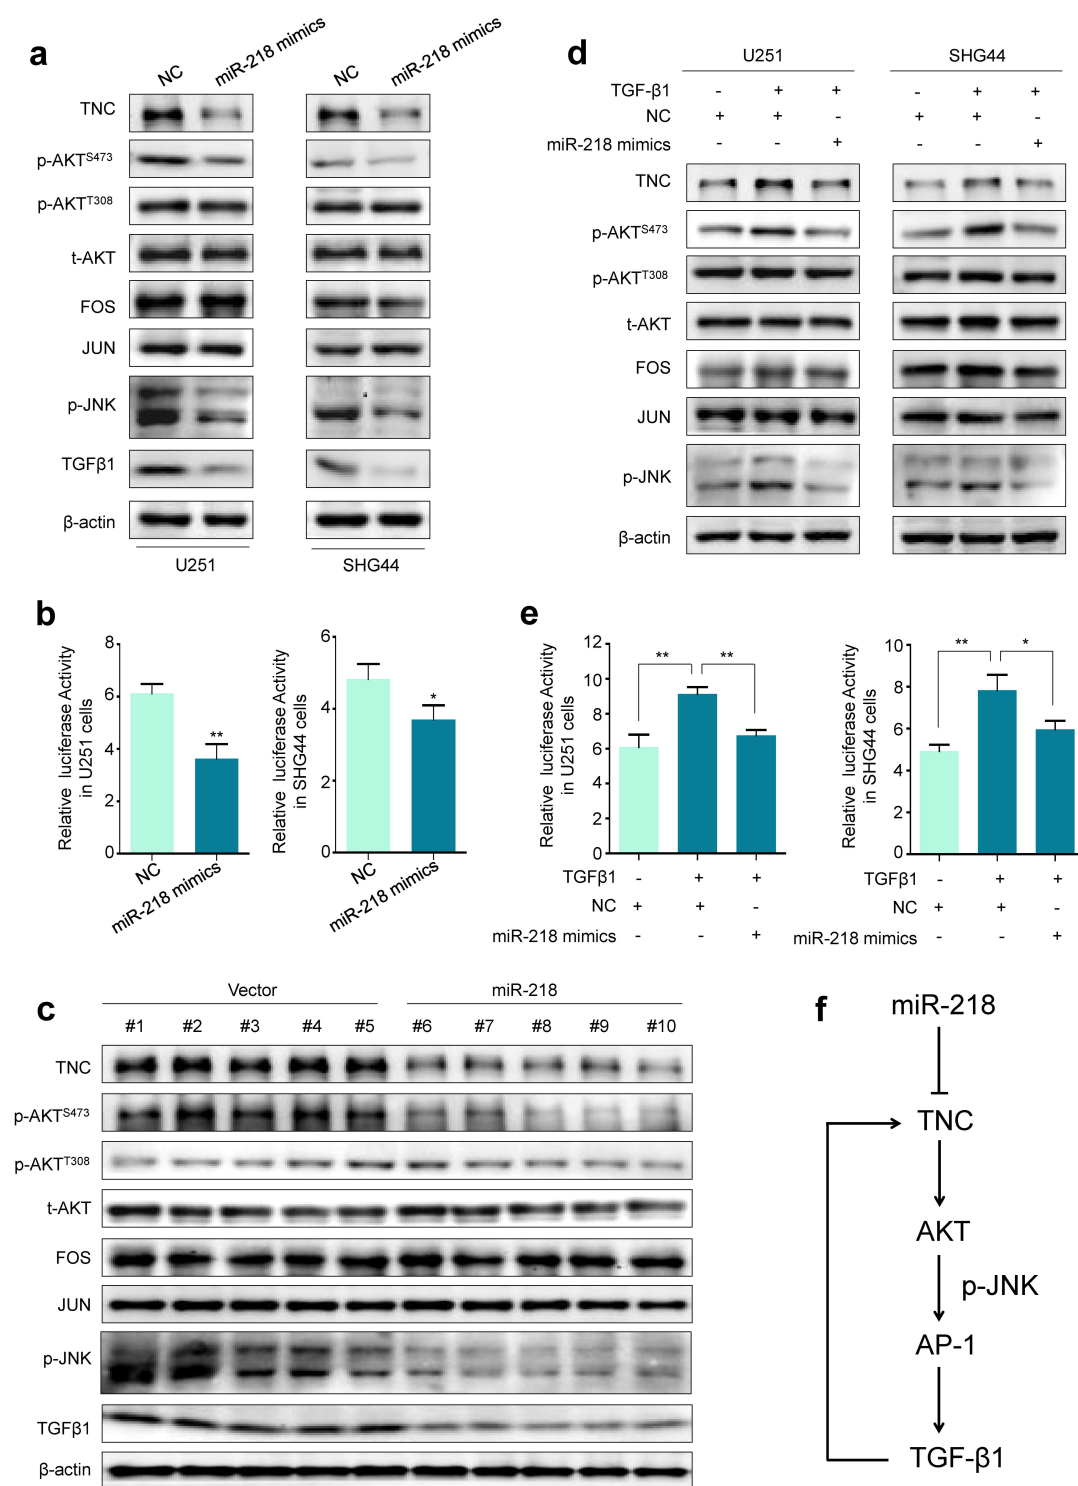 a
NC miR-218 mimics NC miR-218 mimics
TNC
p-AKTS473
p-AKTT308
t-AKT
FOS
JUN
p-JNK
TGFβ1
β-actin
U251 SHG44
d
U251 SHG44
TGF-β1 - + + - + +
NC + + - + + -
miR-218 mimics - - + - - +
TNC
p-AKTS473
p-AKTT308
t-AKT
FOS
JUN
p-JNK
β-actin
b
Relative luciferase Activity
in U251 cells
8
6
4
2
0
**
NC
miR-218 mimics
Relative luciferase Activity
in SHG44 cells
6
4
2
0
*
NC
miR-218 mimics
e
Relative luciferase Activity
in U251 cells
12
10
8
6
4
2
0
** **
TGFβ1 - + +
NC + + -
miR-218 mimics - - +
Relative luciferase Activity
in SHG44 cells
10
8
6
4
2
0
** *
TGFβ1 - + +
NC + + -
miR-218 mimics - - +
c
Vector miR-218
#1 #2 #3 #4 #5 #6 #7 #8 #9 #10
TNC
p-AKTS473
p-AKTT308
t-AKT
FOS
JUN
p-JNK
TGFβ1
β-actin
f
miR-218
TNC
AKT
p-JNK
AP-1
TGF-β1